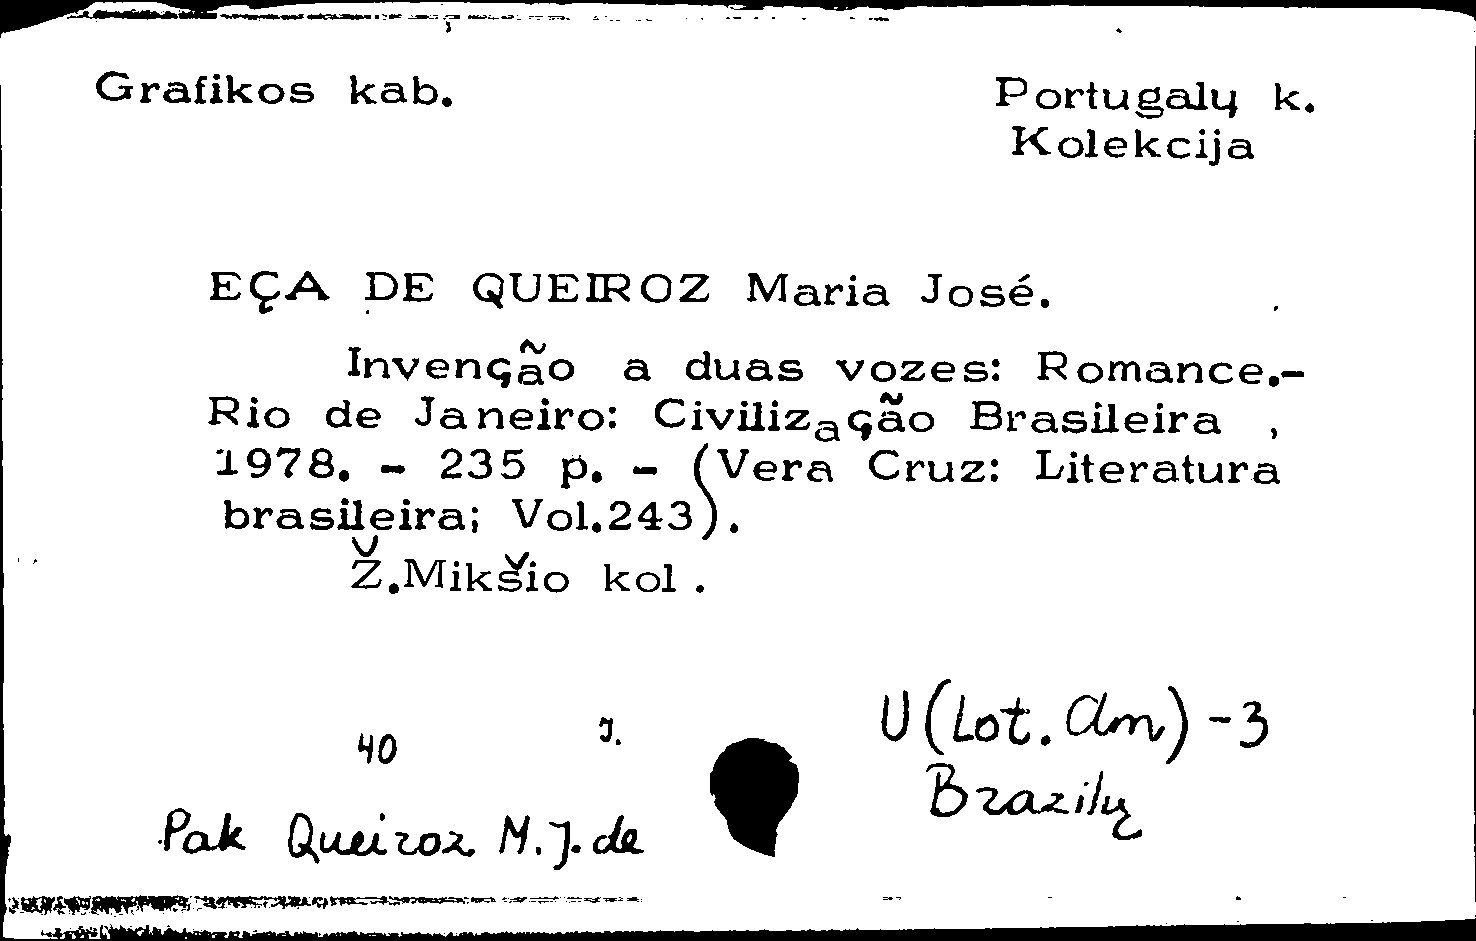 Grafikos kab.
Portugalų k.
Kolekcija
EÇA DE QUEIROZ Maria José.
Invenção a duas vozes: Romance.-
Rio de Janeiro: Civilização Brasileira ,
1978. - 235 p. - (Vera Cruz: Literatura
brasileira; Vol.243).
Ž.Mikšio kol .
U (Lot. Am) - 3
Brazilų
40 J.
Pak Queiroz M. J. de